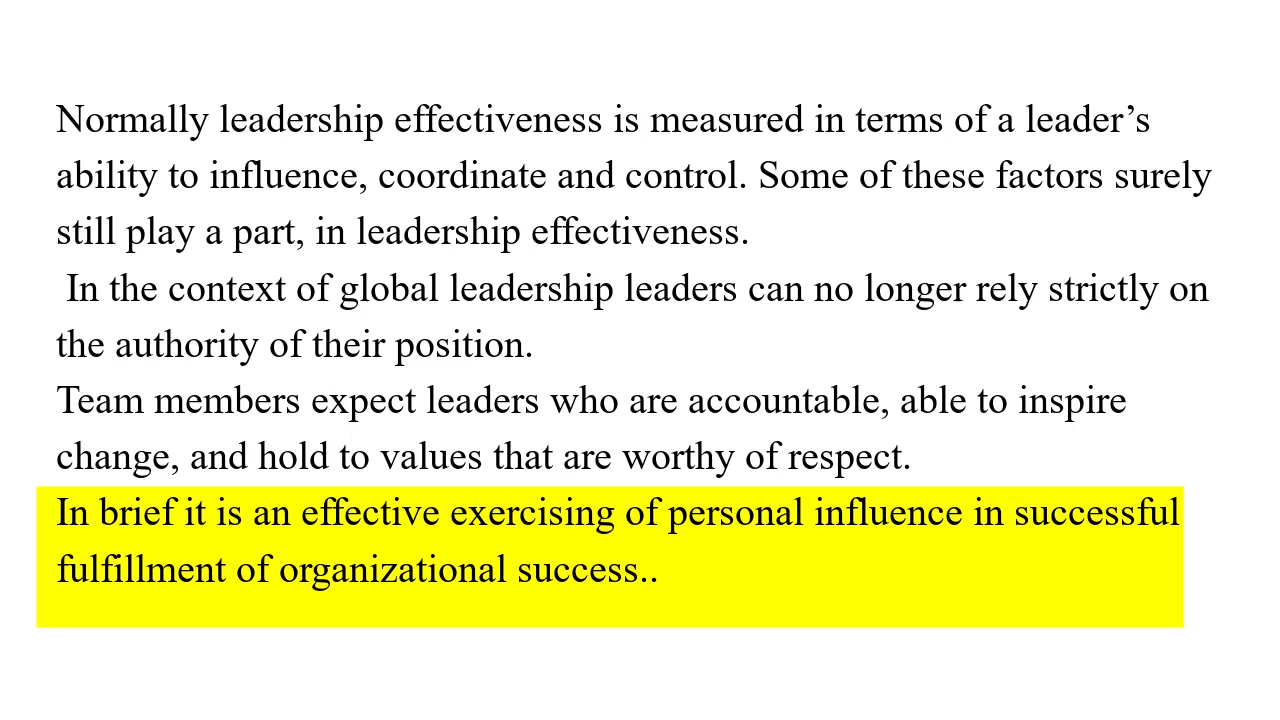 Normally leadership effectiveness is measured in terms of a leader’s
ability to influence, coordinate and control. Some of these factors surely
still play a part, in leadership effectiveness.
In the context of global leadership leaders can no longer rely strictly on
the authority of their position.
Team members expect leaders who are accountable, able to inspire
change, and hold to values that are worthy of respect.
In brief it is an effective exercising of personal influence in successful
fulfillment of organizational success..